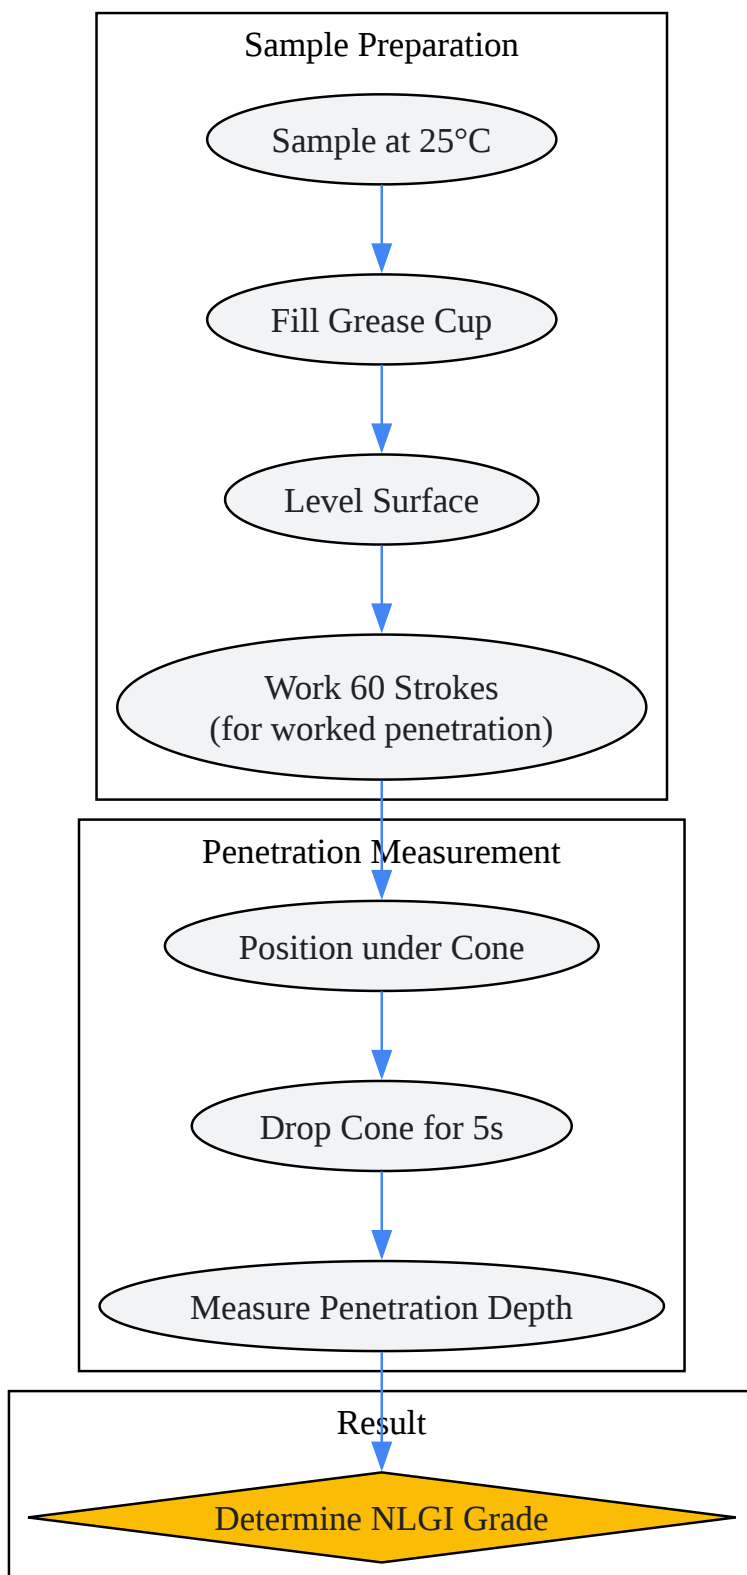 Sample Preparation
Sample at 25°C
Fill Grease Cup
Level Surface
Work 60 Strokes
(for worked penetration)
Penetration Measurement
Position under Cone
Drop Cone for 5s
Measure Penetration Depth
Result
Determine NLGI Grade